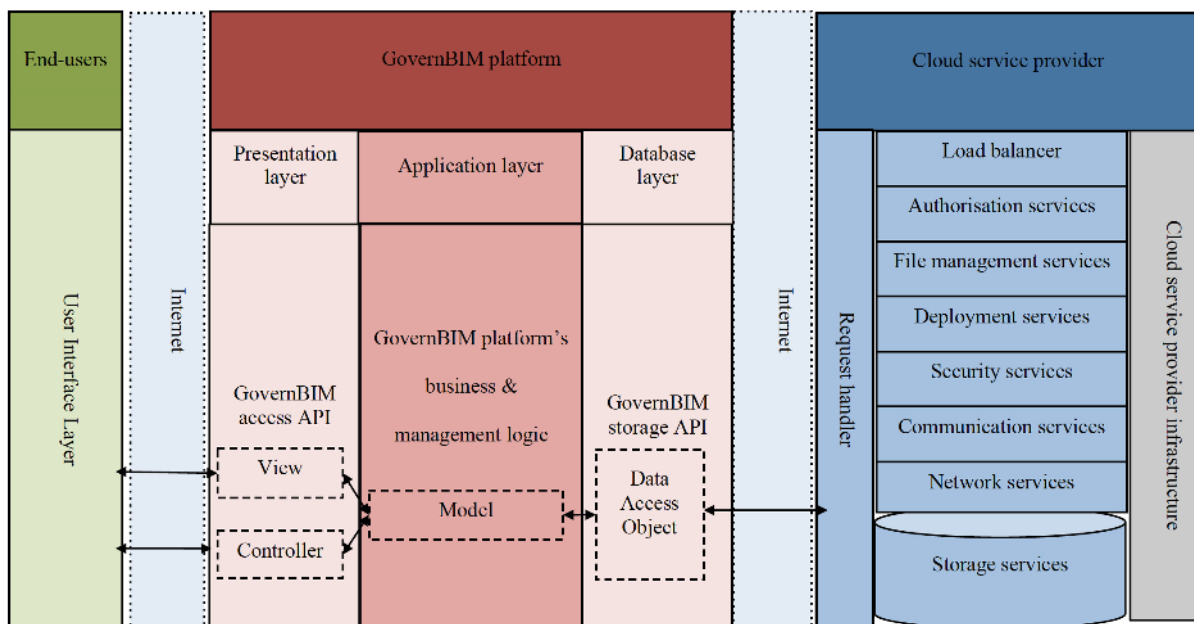 End-users
GovernBIM platform
Cloud service provider
Presentation
layer
Application layer
Database
layer
User Interface Layer
Internet
GovernBIM
access API
View
Controller
GovernBIM platform's
business &
management logic
Model
GovernBIM
storage API
Data
Access
Object
Internet
Request handler
Load balancer
Authorisation services
File management services
Deployment services
Security services
Communication services
Network services
Storage services
Cloud service provider infrastructure